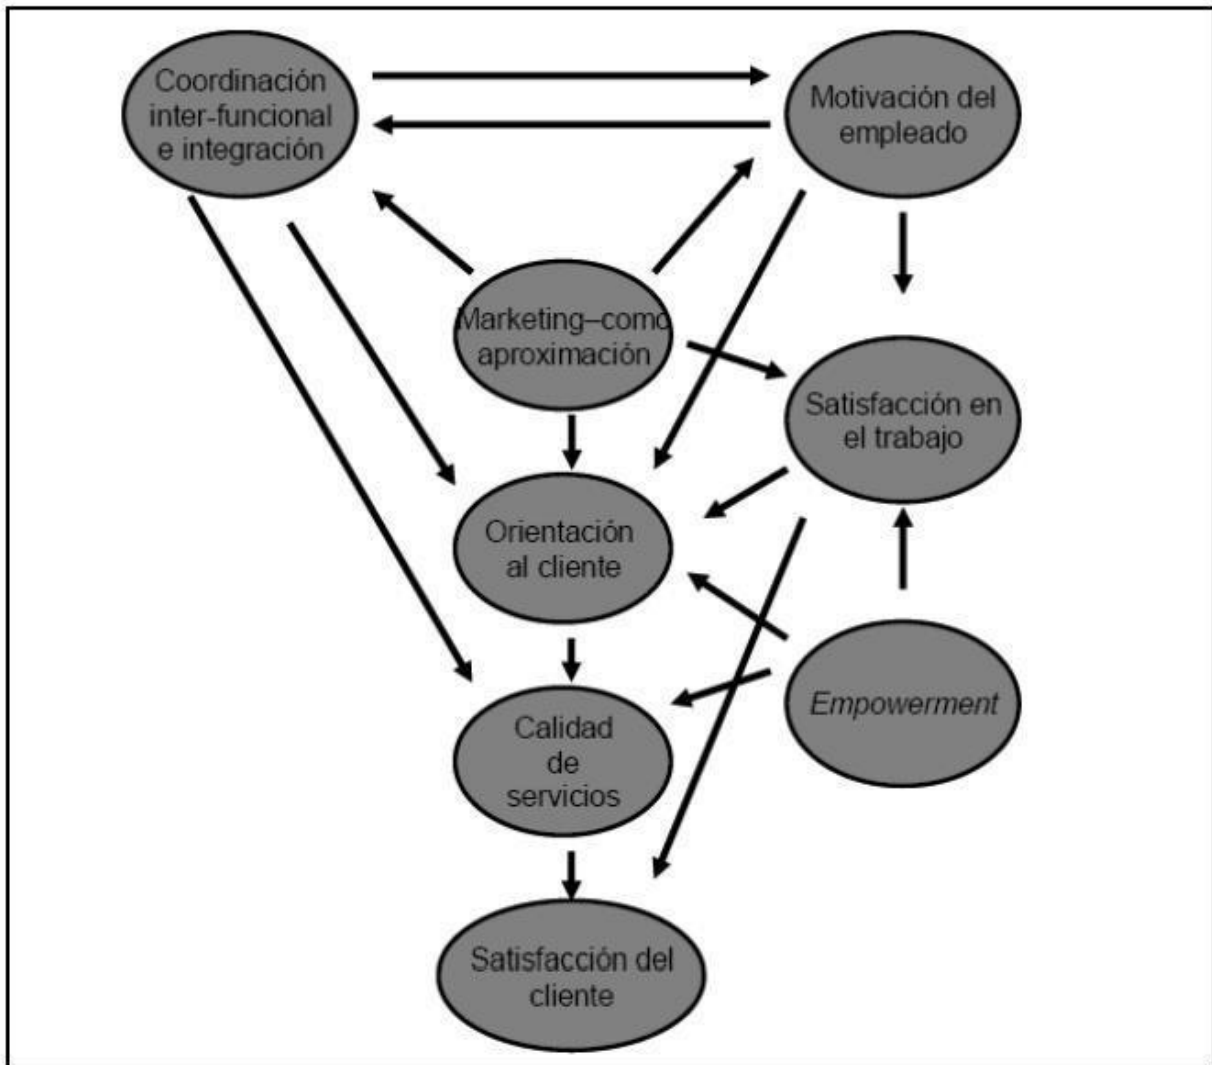 Coordinación
inter-funcional
e integración
Motivación del
empleado
Marketing–como
aproximación
Satisfacción en
el trabajo
Orientación
al cliente
Empowerment
Calidad
de
servicios
Satisfacción del
cliente